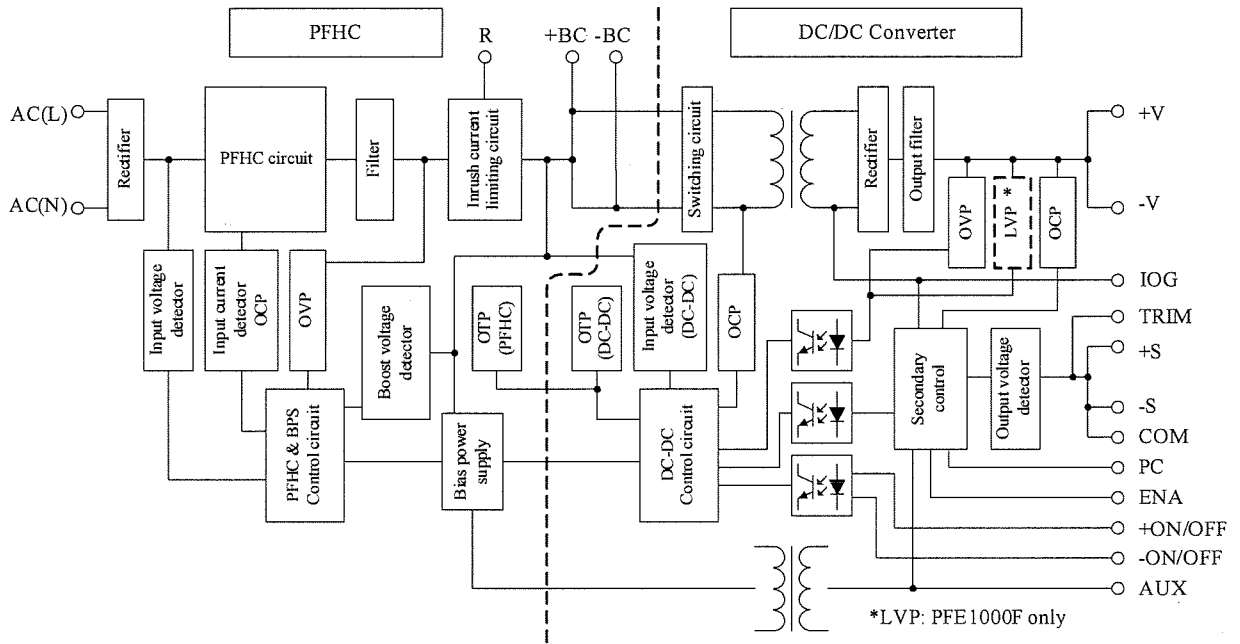 PFHC
DC/DC Converter
R
+BC
-BC
AC(L)
AC(N)
Rectifier
PFHC circuit
Filter
Inrush current
limiting circuit
Switching circuit
Rectifier
Output filter
+V
-V
OVP
LVP *
OCP
IOG
Input voltage
detector
Input current
detector
OCP
OVP
Boost voltage
detector
OTP
(PFHC)
OTP
(DC-DC)
Input voltage
detector
(DC-DC)
OCP
TRIM
+S
-S
COM
PC
ENA
+ON/OFF
-ON/OFF
AUX
Secondary
control
Output voltage
detector
PFHC & BPS
Control circuit
Bias power
supply
DC-DC
Control circuit
*LVP: PFE1000F only